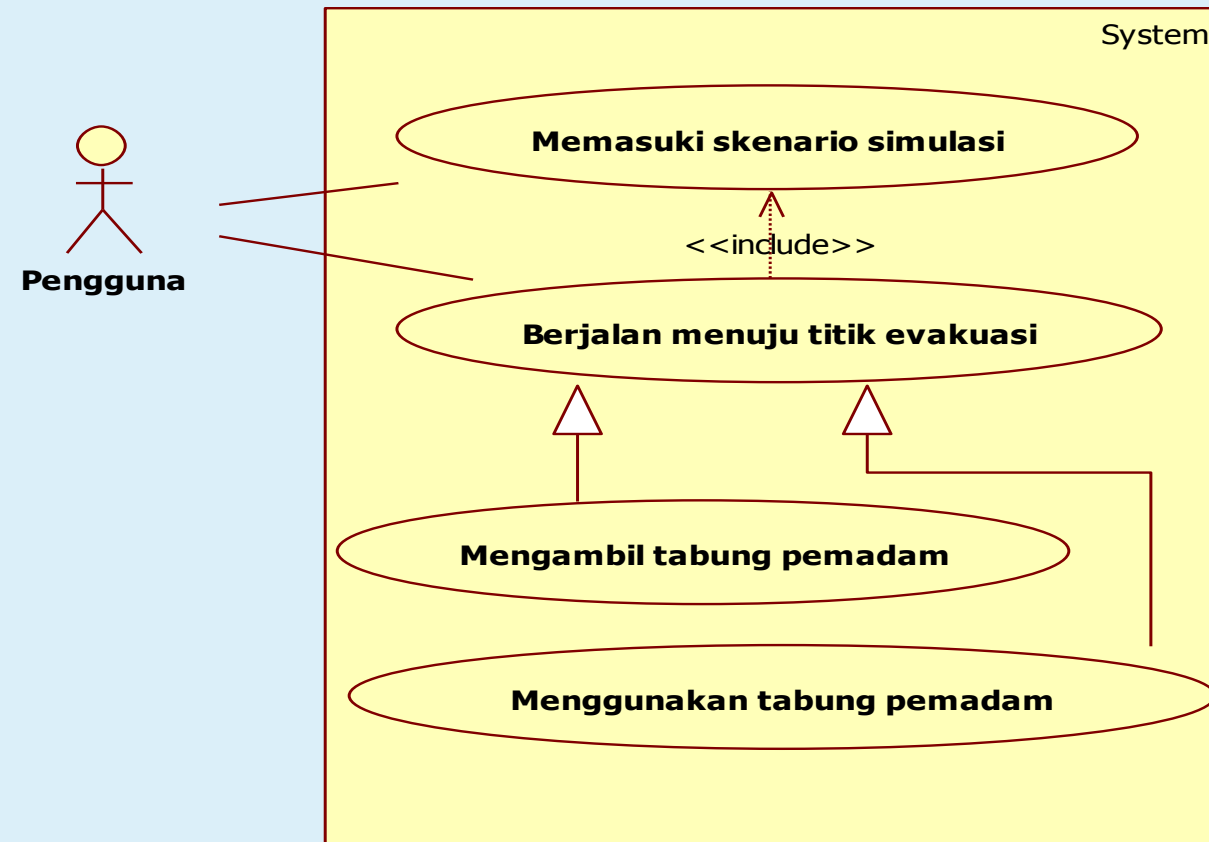 System
Memasuki skenario simulasi
<<include>>
Pengguna
Berjalan menuju titik evakuasi
Mengambil tabung pemadam
Menggunakan tabung pemadam